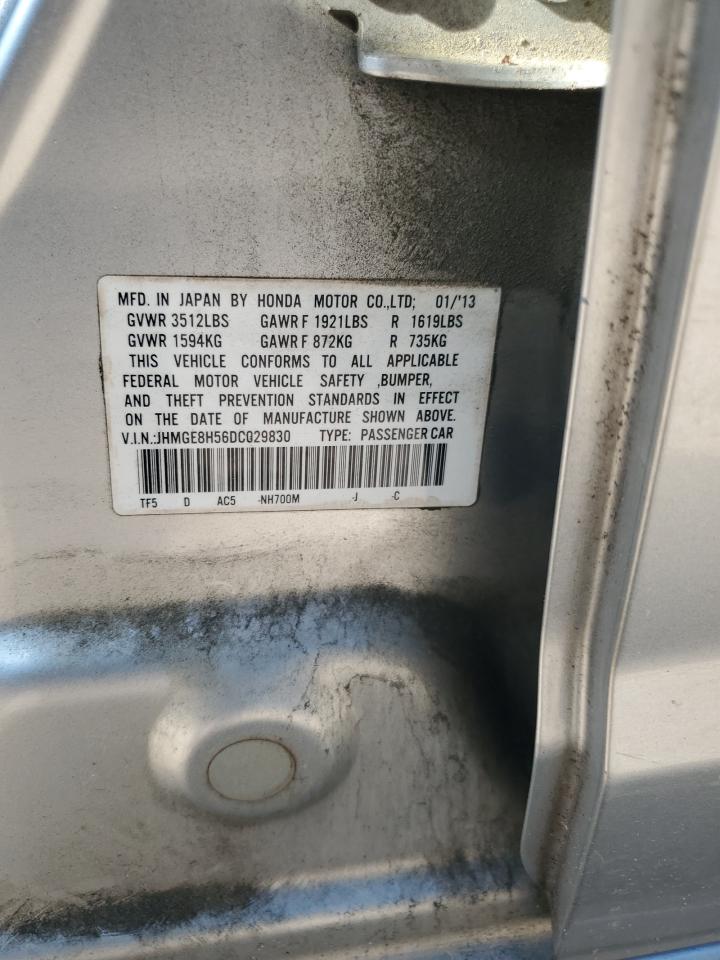 MFD. IN JAPAN BY HONDA MOTOR CO.,LTD; 01/'13
GVWR 3512LBS GAWR F 1921LBS R 1619LBS
GVWR 1594KG GAWR F 872KG R 735KG
THIS VEHICLE CONFORMS TO ALL APPLICABLE
FEDERAL MOTOR VEHICLE SAFETY ,BUMPER,
AND THEFT PREVENTION STANDARDS IN EFFECT
ON THE DATE OF MANUFACTURE SHOWN ABOVE.
V.I.N.:JHMGE8H56DC029830 TYPE: PASSENGER CAR
TF5 D AC5 -NH700M -J -C